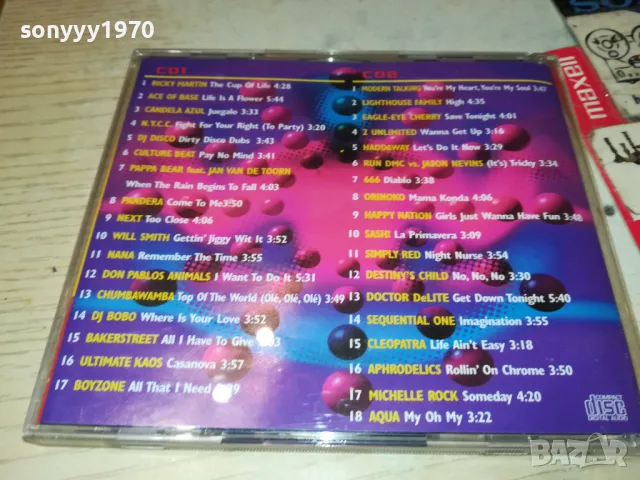 sonyyy1970
CD1
1 RICKY MARTIN The Cup Of Life 4:28
2 ACE OF BASE Life Is A Flower 5:44
3 CANDELA AZUL Juegalo 3:33
4 N.Y.C.C. Fight For Your Right (To Party) 3:20
5 DJ DISCO Dirty Disco Dubs 3:43
6 CULTURE BEAT Pay No Mind 3:41
7 PAPPA BEAR feat. JAN VAN DE TOORN
When The Rain Begins To Fall 4:03
8 PANDERA Come To Me3:50
9 NEXT Too Close 4:06
10 WILL SMITH Gettin' Jiggy Wit It 3:52
11 NANA Remember The Time 3:55
12 DON PABLOS ANIMALS I Want To Do It 5:31
13 CHUMBAWAMBA Top Of The World (Olé, Olé, Olé) 3:49
14 DJ BOBO Where Is Your Love 3:52
15 BAKERSTREET All I Have To Give
16 ULTIMATE KAOS Casanova 3:57
17 BOYZONE All That I Need
CD2
1 MODERN TALKING You're My Heart, You're My Soul 3:47
2 LIGHTHOUSE FAMILY High 4:35
3 EAGLE-EYE CHERRY Save Tonight 4:01
4 2 UNLIMITED Wanna Get Up 3:16
5 HADDAWAY Let's Do It Now 3:29
6 RUN DMC vs. JASON NEVINS (It's) Tricky 3:34
7 666 Diablo 3:38
8 ORINOKO Mama Konda 4:06
9 HAPPY NATION Girls Just Wanna Have Fun 3:48
10 SASH! La Primavera 3:09
11 SIMPLY RED Night Nurse 3:54
12 DESTINY'S CHILD No, No, No 3:30
13 DOCTOR DeLITE Get Down Tonight 5:40
14 SEQUENTIAL ONE Imagination 3:55
15 CLEOPATRA Life Ain't Easy 3:18
16 APHRODELICS Rollin' On Chrome 3:50
17 MICHELLE ROCK Someday 4:20
18 AQUA My Oh My 3:22
COMPACT
disc
DIGITAL AUDIO
maxell
BAZAR